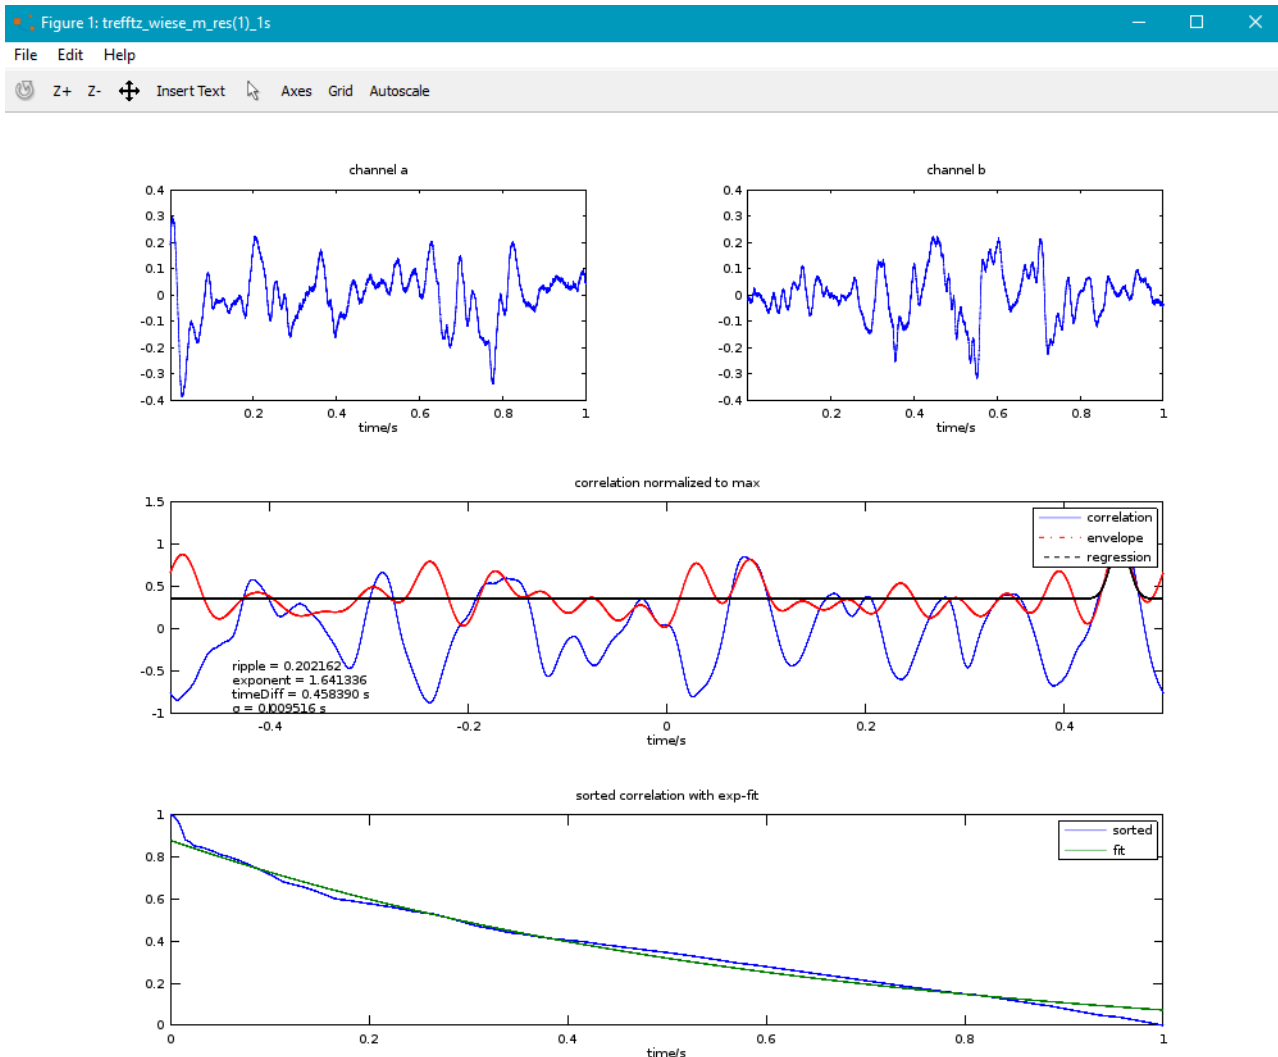 Figure 1: trefftz_wiese_m_res(1)_1s
File Edit Help
Z+ Z- Insert Text Axes Grid Autoscale
channel a
0.4
0.3
0.2
0.1
0
-0.1
-0.2
-0.3
-0.4
0.2 0.4 0.6 0.8 1
time/s
channel b
0.4
0.3
0.2
0.1
0
-0.1
-0.2
-0.3
-0.4
0.2 0.4 0.6 0.8 1
time/s
correlation normalized to max
1.5
1
0.5
0
-0.5
-1
correlation
envelope
regression
ripple = 0.202162
exponent = 1.641336
timeDiff = 0.458390 s
σ = 0.009516 s
-0.4 -0.2 0 0.2 0.4
time/s
sorted correlation with exp-fit
1
0.8
0.6
0.4
0.2
0
sorted
fit
0 0.2 0.4 0.6 0.8 1
time/s